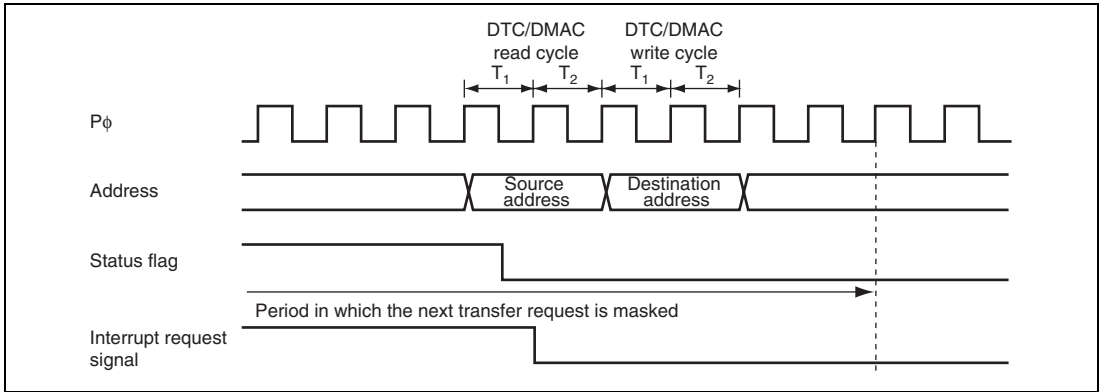 DTC/DMAC
read cycle
DTC/DMAC
write cycle
T1
T2
T1
T2
Pϕ
Address
Source
address
Destination
address
Status flag
Period in which the next transfer request is masked
Interrupt request
signal